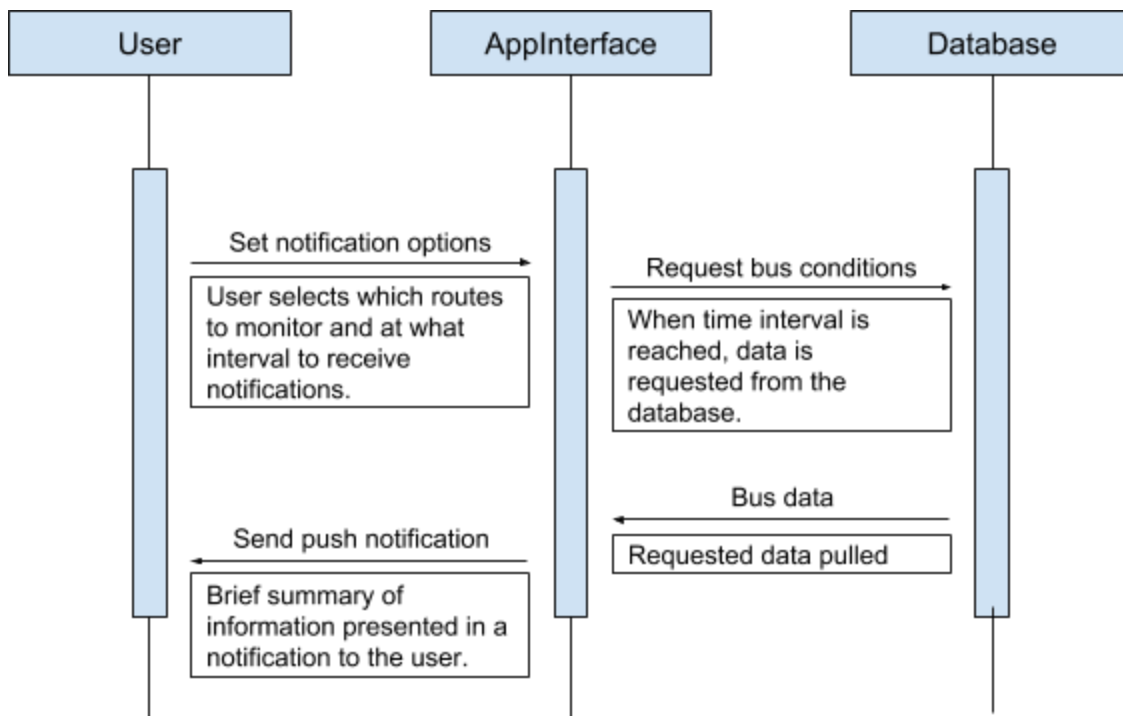 User
AppInterface
Database
Set notification options
User selects which routes
to monitor and at what
interval to receive
notifications.
Request bus conditions
When time interval is
reached, data is
requested from the
database.
Bus data
Requested data pulled
Send push notification
Brief summary of
information presented in a
notification to the user.